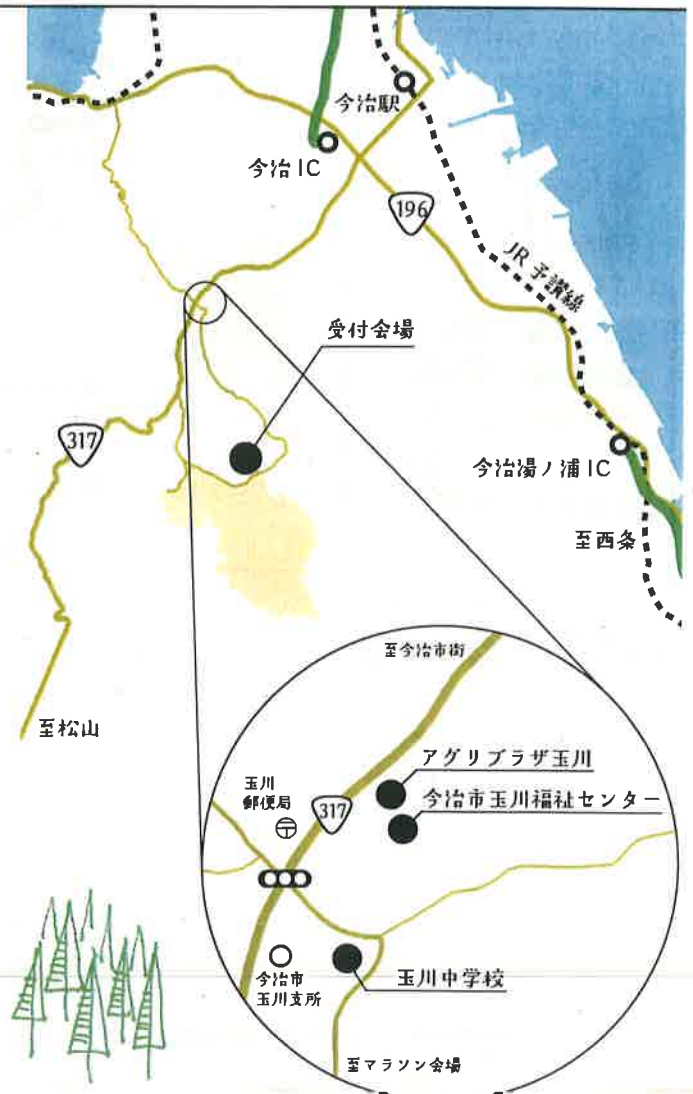 今治駅
今治IC
196
JR予讃線
受付会場
317
今治湯ノ浦IC
至西条
至松山
至今治市街
アグリプラザ玉川
玉川
郵便局
317
今治市玉川福祉センター
今治市
玉川支所
玉川中学校
至マラソン会場